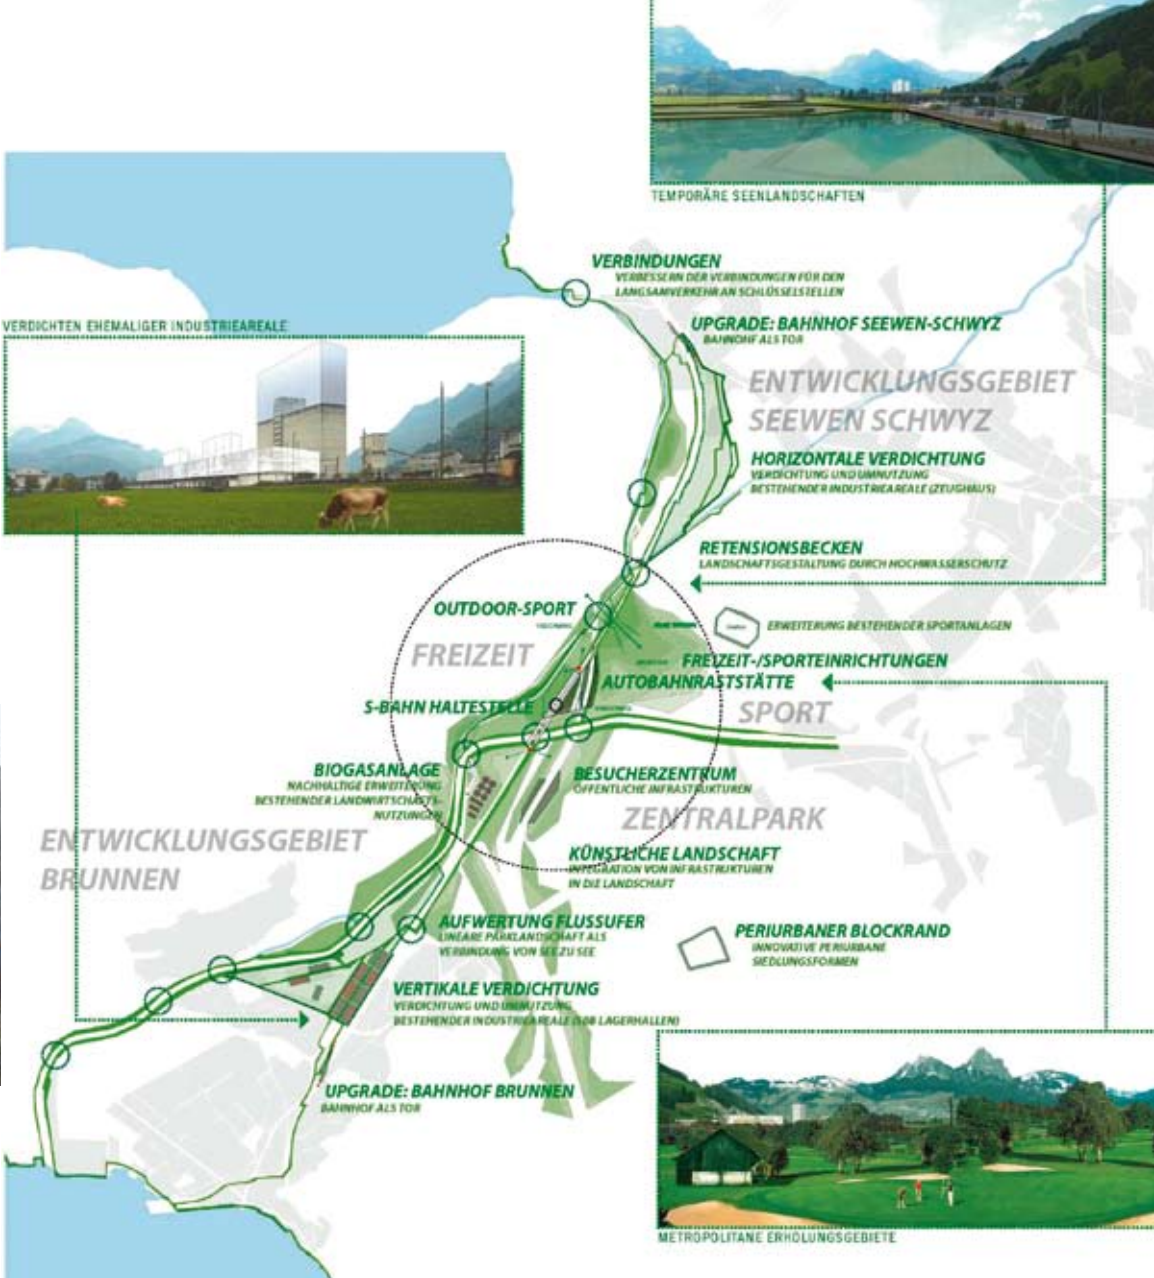 TEMPORÄRE SEENLANDSCHAFTEN
VERBINDUNGEN
VERBESSERN DER VERBINDUNGEN FÜR DEN
LANGSAMVERKEHR AN SCHLÜSSELSTELLEN
VERDICHTEN EHEMALIGER INDUSTRIEAREALE
UPGRADE: BAHNHOF SEEWEN-SCHWYZ
BAHNOHF ALS TOR
ENTWICKLUNGSGEBIET
SEEWEN SCHWYZ
HORIZONTALE VERDICHTUNG
VERDICHTUNG UND UMNUTZUNG
BESTEHENDER INDUSTRIEAREALE (ZEUGHAUS)
RETENSIONSBECKEN
LANDSCHAFTSGESTALTUNG DURCH HOCHWASSERSCHUTZ
OUTDOOR-SPORT
ERWEITERUNG BESTEHENDER SPORTANLAGEN
FREIZEIT
FREIZEIT-/SPORTEINRICHTUNGEN
AUTOBAHNRASTSTÄTTE
S-BAHN HALTESTELLE
SPORT
BIOGASANLAGE
NACHHALTIGE ERWEITERUNG
BESTEHENDER LANDWIRTSCHAFTS-
NUTZUNGEN
BESUCHERZENTRUM
ÖFFENTLICHE INFRASTRUKTUREN
ZENTRALPARK
ENTWICKLUNGSGEBIET
BRUNNEN
KÜNSTLICHE LANDSCHAFT
INTEGRATION VON INFRASTRUKTUREN
IN DIE LANDSCHAFT
AUFWERTUNG FLUSSUFER
LINEARE PARKLANDSCHAFT ALS
VERBINDUNG VON SEE ZU SEE
PERIURBANER BLOCKRAND
INNOVATIVE PERIURBANE
SIEDLUNGSFORMEN
VERTIKALE VERDICHTUNG
VERDICHTUNG UND UMNUTZUNG
BESTEHENDER INDUSTRIEAREALE (SBB LAGERHALLEN)
UPGRADE: BAHNHOF BRUNNEN
BAHNHOF ALS TOR
METROPOLITANE ERHOLUNGSGEBIETE